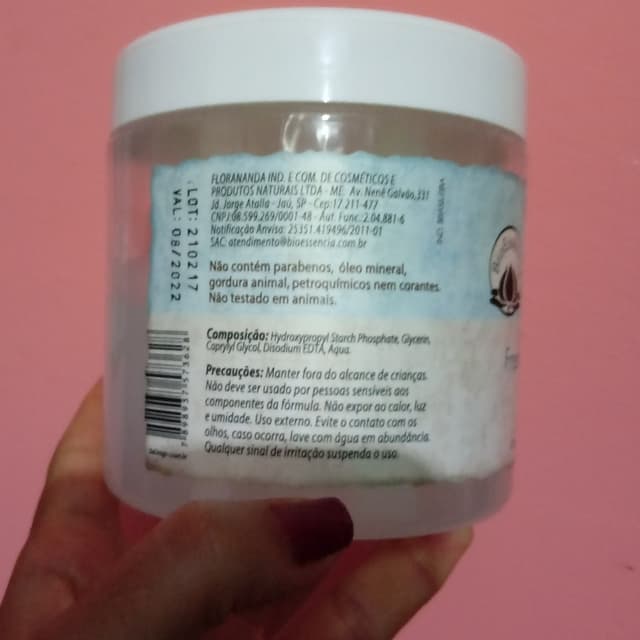 LOT: 210217
VAL: 08/2022
FLORANANDA IND. E COM. DE COSMÉTICOS E
PRODUTOS NATURAIS LTDA - ME. Av. Nenê Galvão, 331
Jd. Jorge Atalla - Jaú, SP - Cep: 17.211-477
CNPJ: 08.599.269/0001-48 - Aut. Func.: 2.04.881-6
Notificação Anvisa: 25351.419496/2011-01
SAC: atendimento@bioessencia.com.br
Não contém parabenos, óleo mineral,
gordura animal, petroquímicos nem corantes.
Não testado em animais.
Composição: Hydroxypropyl Starch Phosphate, Glycerin,
Caprylyl Glycol, Disodium EDTA, Aqua.
Precauções: Manter fora do alcance de crianças.
Não deve ser usado por pessoas sensíveis aos
componentes da fórmula. Não expor ao calor, luz
e umidade. Uso externo. Evite o contato com os
olhos, caso ocorra, lave com água em abundância.
Qualquer sinal de irritação suspenda o uso.
7898937573628